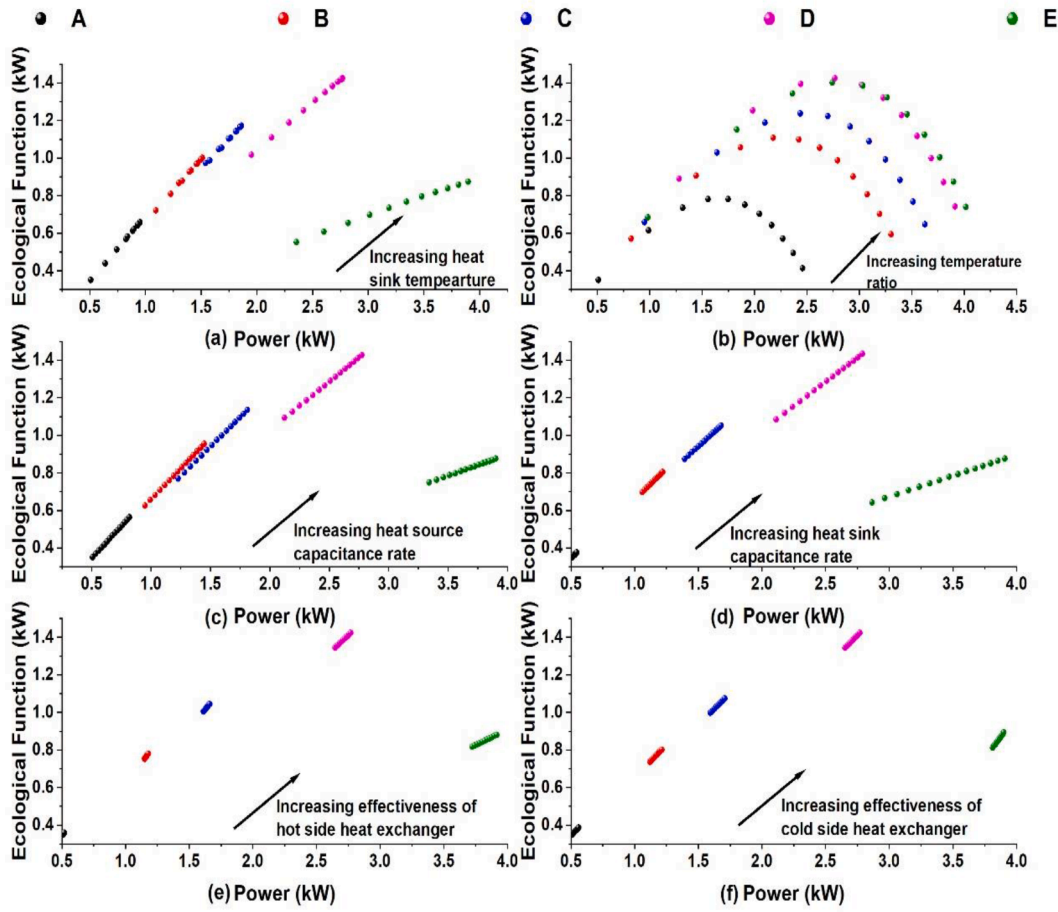 A B C D E
Ecological Function (kW)
1.4
1.2
1.0
0.8
0.6
0.4
Increasing heat
sink tempearture
0.5 1.0 1.5 2.0 2.5 3.0 3.5 4.0
(a) Power (kW)
Ecological Function (kW)
1.4
1.2
1.0
0.8
0.6
0.4
Increasing temperature
ratio
0.5 1.0 1.5 2.0 2.5 3.0 3.5 4.0 4.5
(b) Power (kW)
Ecological Function (kW)
1.4
1.2
1.0
0.8
0.6
0.4
Increasing heat source
capacitance rate
0.5 1.0 1.5 2.0 2.5 3.0 3.5 4.0
(c) Power (kW)
Ecological Function (kW)
1.4
1.2
1.0
0.8
0.6
0.4
Increasing heat sink
capacitance rate
0.5 1.0 1.5 2.0 2.5 3.0 3.5 4.0
(d) Power (kW)
Ecological Function (kW)
1.4
1.2
1.0
0.8
0.6
0.4
Increasing effectiveness of
hot side heat exchanger
0.5 1.0 1.5 2.0 2.5 3.0 3.5 4.0
(e) Power (kW)
Ecological Function (kW)
1.4
1.2
1.0
0.8
0.6
0.4
Increasing effectiveness of
cold side heat exchanger
0.5 1.0 1.5 2.0 2.5 3.0 3.5 4.0
(f) Power (kW)